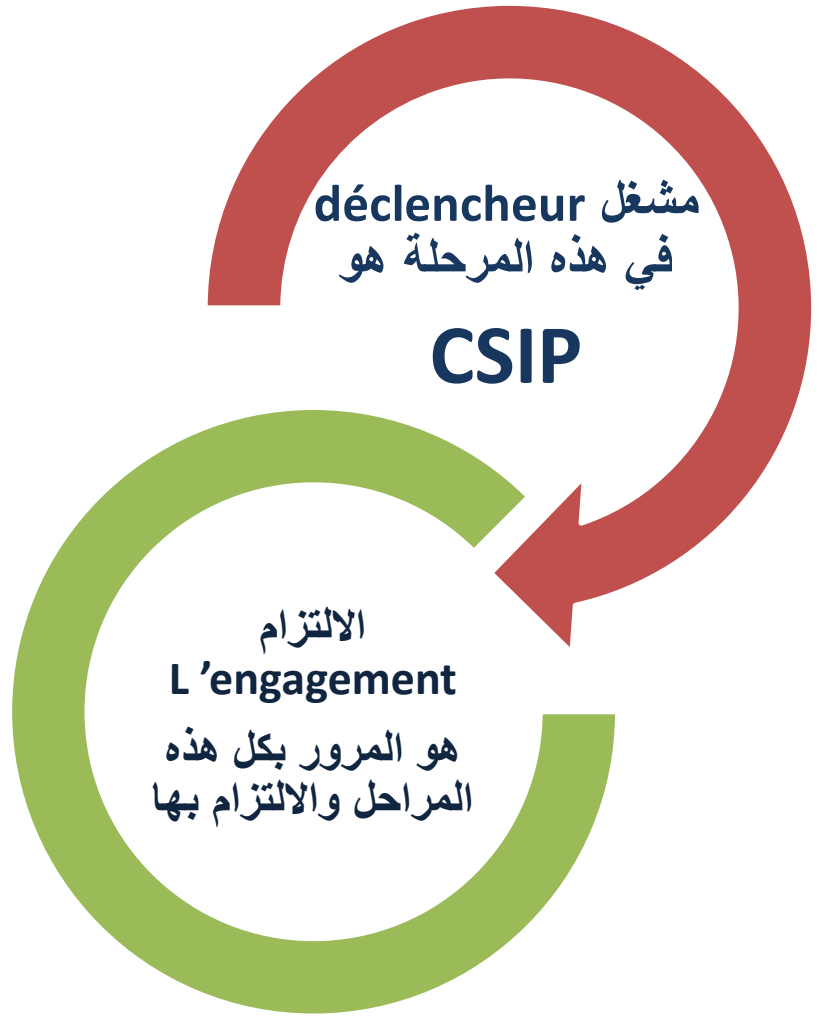 مشغل déclencheur
في هذه المرحلة هو
CSIP
الالتزام
L ’engagement
هو المرور بكل هذه
المراحل والالتزام بها